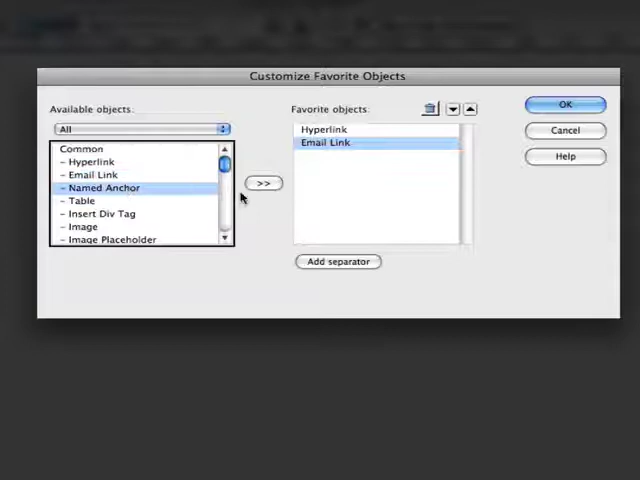 Customize Favorite Objects
Available objects:
All
Common
- Hyperlink
- Email Link
- Named Anchor
- Table
- Insert Div Tag
- Image
- Image Placeholder
>>
Favorite objects:
Hyperlink
Email Link
Add separator
OK
Cancel
Help